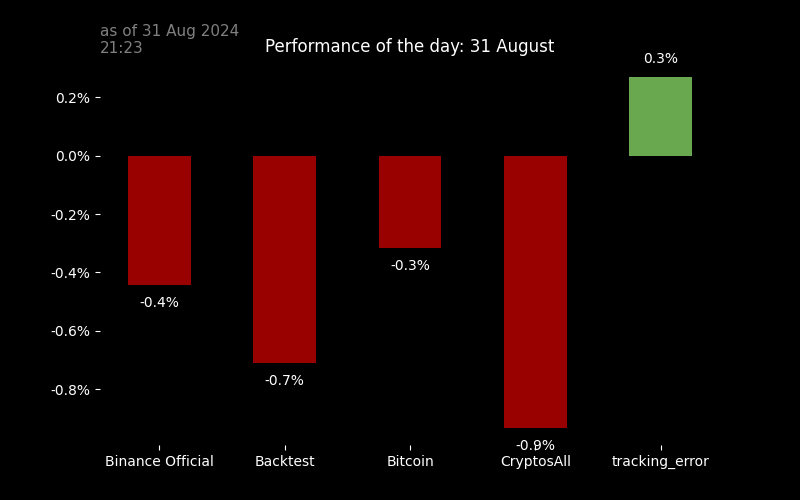 as of 31 Aug 2024
21:23
Performance of the day: 31 August
0.3%
0.2%
0.0%
-0.2%
-0.4%
-0.6%
-0.8%
-0.4%
-0.7%
-0.3%
-0.9%
Binance Official
Backtest
Bitcoin
CryptosAll
tracking_error